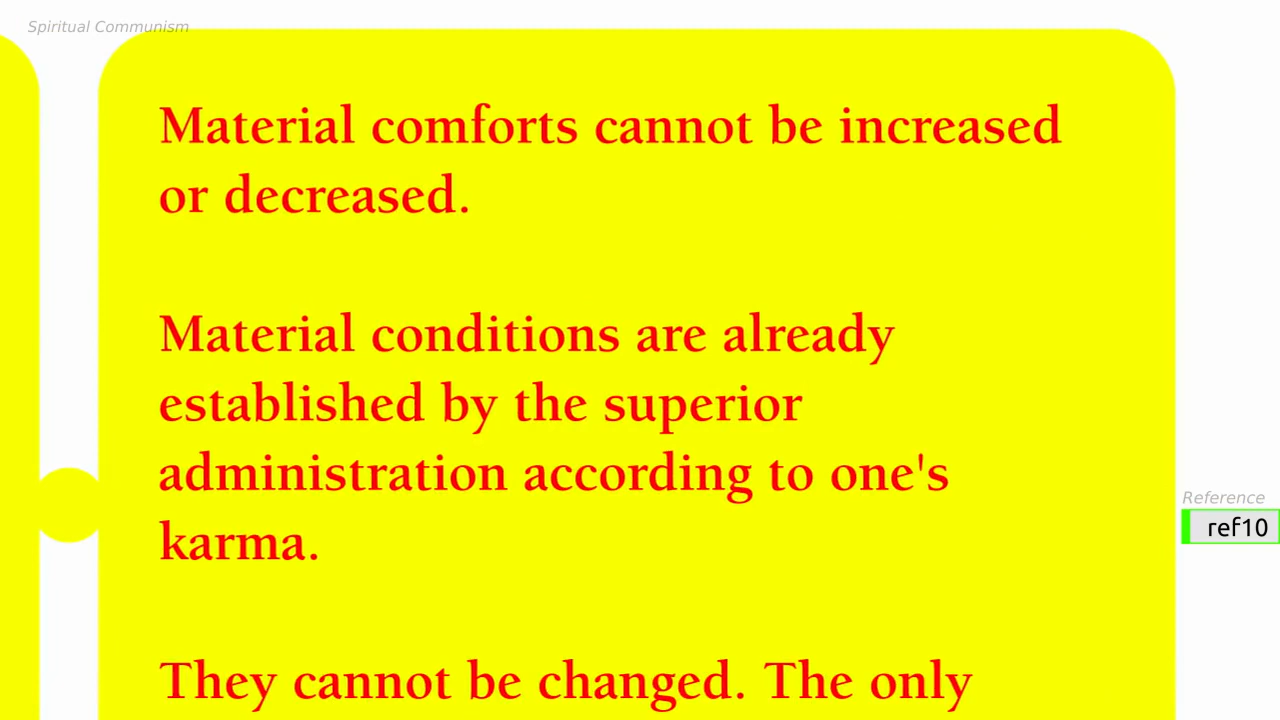 Spiritual Communism
Material comforts cannot be increased
or decreased.
Material conditions are already
established by the superior
administration according to one's
karma.
They cannot be changed. The only
Reference
ref10